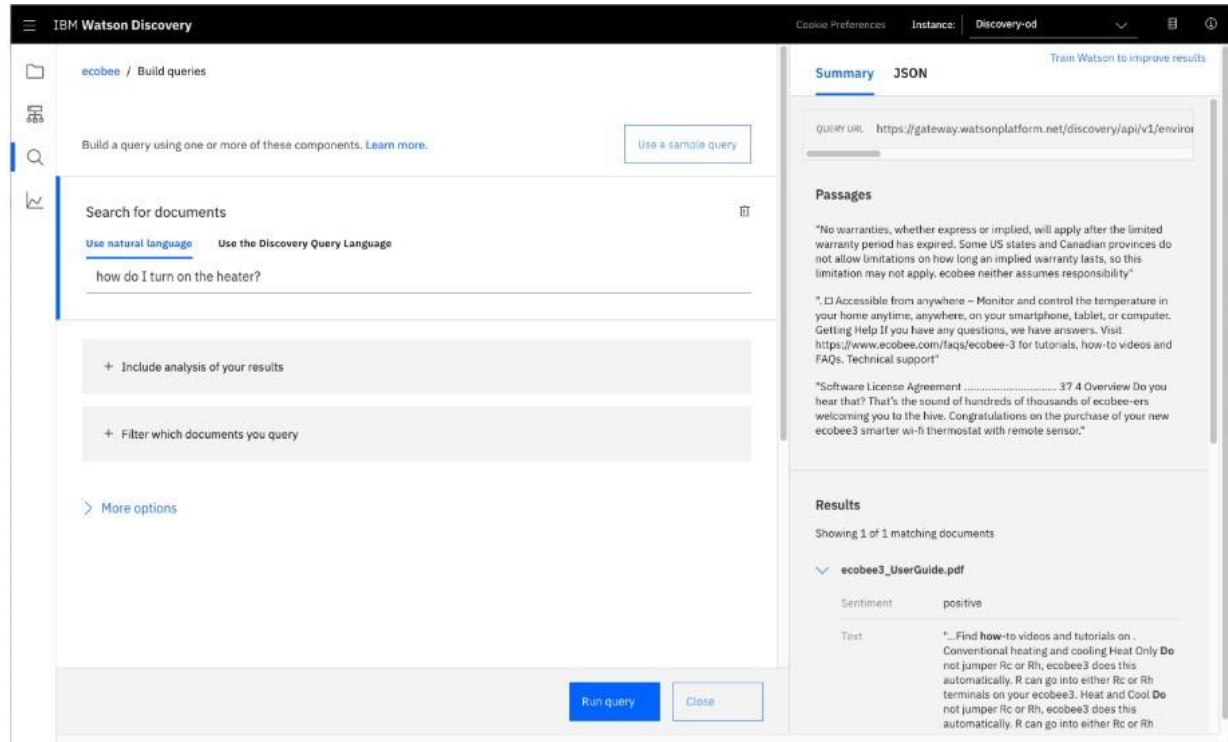 IBM Watson Discovery
Cookie Preferences
Instance:
Discovery-od
ecobee / Build queries
Build a query using one or more of these components. Learn more.
Use a sample query
Search for documents
Use natural language
Use the Discovery Query Language
how do I turn on the heater?
+ Include analysis of your results
+ Filter which documents you query
More options
Run query
Close
Train Watson to improve results
Summary
JSON
QUERY URL https://gateway.watsonplatform.net/discovery/api/v1/enviror
Passages
"No warranties, whether express or implied, will apply after the limited
warranty period has expired. Some US states and Canadian provinces do
not allow limitations on how long an implied warranty lasts, so this
limitation may not apply. ecobee neither assumes responsibility"
". □ Accessible from anywhere – Monitor and control the temperature in
your home anytime, anywhere, on your smartphone, tablet, or computer.
Getting Help If you have any questions, we have answers. Visit
https://www.ecobee.com/faqs/ecobee-3 for tutorials, how-to videos and
FAQs. Technical support"
"Software License Agreement ................................ 37 4 Overview Do you
hear that? That's the sound of hundreds of thousands of ecobee-ers
welcoming you to the hive. Congratulations on the purchase of your new
ecobee3 smarter wi-fi thermostat with remote sensor."
Results
Showing 1 of 1 matching documents
ecobee3_UserGuide.pdf
Sentiment positive
Text "...Find how-to videos and tutorials on .
Conventional heating and cooling Heat Only Do
not jumper Rc or Rh, ecobee3 does this
automatically. R can go into either Rc or Rh
terminals on your ecobee3. Heat and Cool Do
not jumper Rc or Rh, ecobee3 does this
automatically. R can go into either Rc or Rh